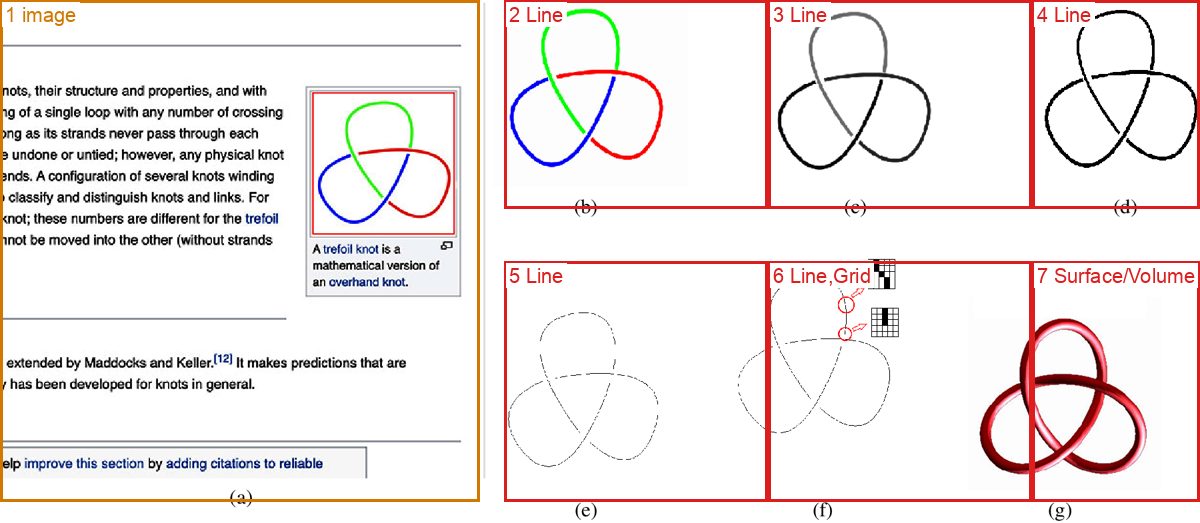 1 image
nots, their structure and properties, and with
ng of a single loop with any number of crossing
ong as its strands never pass through each
e undone or untied; however, any physical knot
ends. A configuration of several knots winding
classify and distinguish knots and links. For
knot; these numbers are different for the trefoil
nnot be moved into the other (without strands
A trefoil knot is a
mathematical version of
an overhand knot.
extended by Maddocks and Keller.[12] It makes predictions that are
y has been developed for knots in general.
elp improve this section by adding citations to reliable
(a)
2 Line
(b)
3 Line
(c)
4 Line
(d)
5 Line
(e)
6 Line,Grid
(f)
7 Surface/Volume
(g)